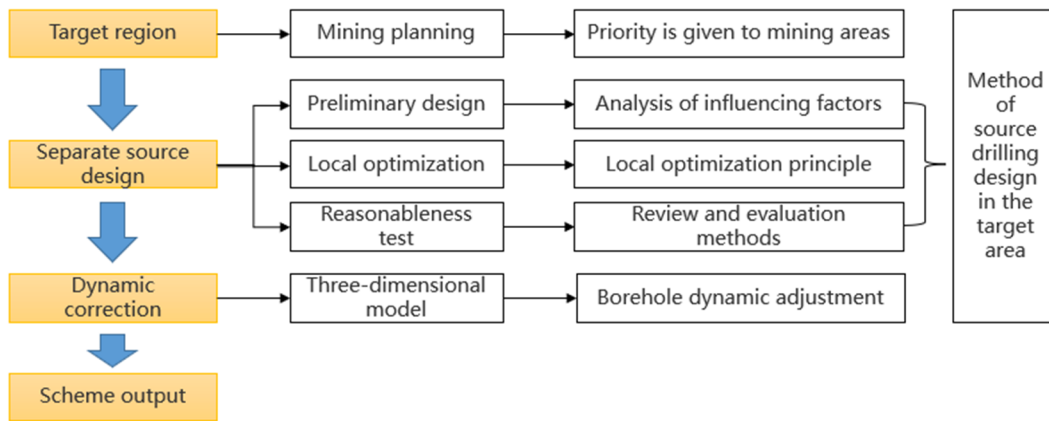 Target region
Mining planning
Priority is given to mining areas
Preliminary design
Analysis of influencing factors
Separate source
design
Local optimization
Local optimization principle
Reasonableness
test
Review and evaluation
methods
Dynamic
correction
Three-dimensional
model
Borehole dynamic adjustment
Scheme output
Method
of
source
drilling
design
in the
target
area